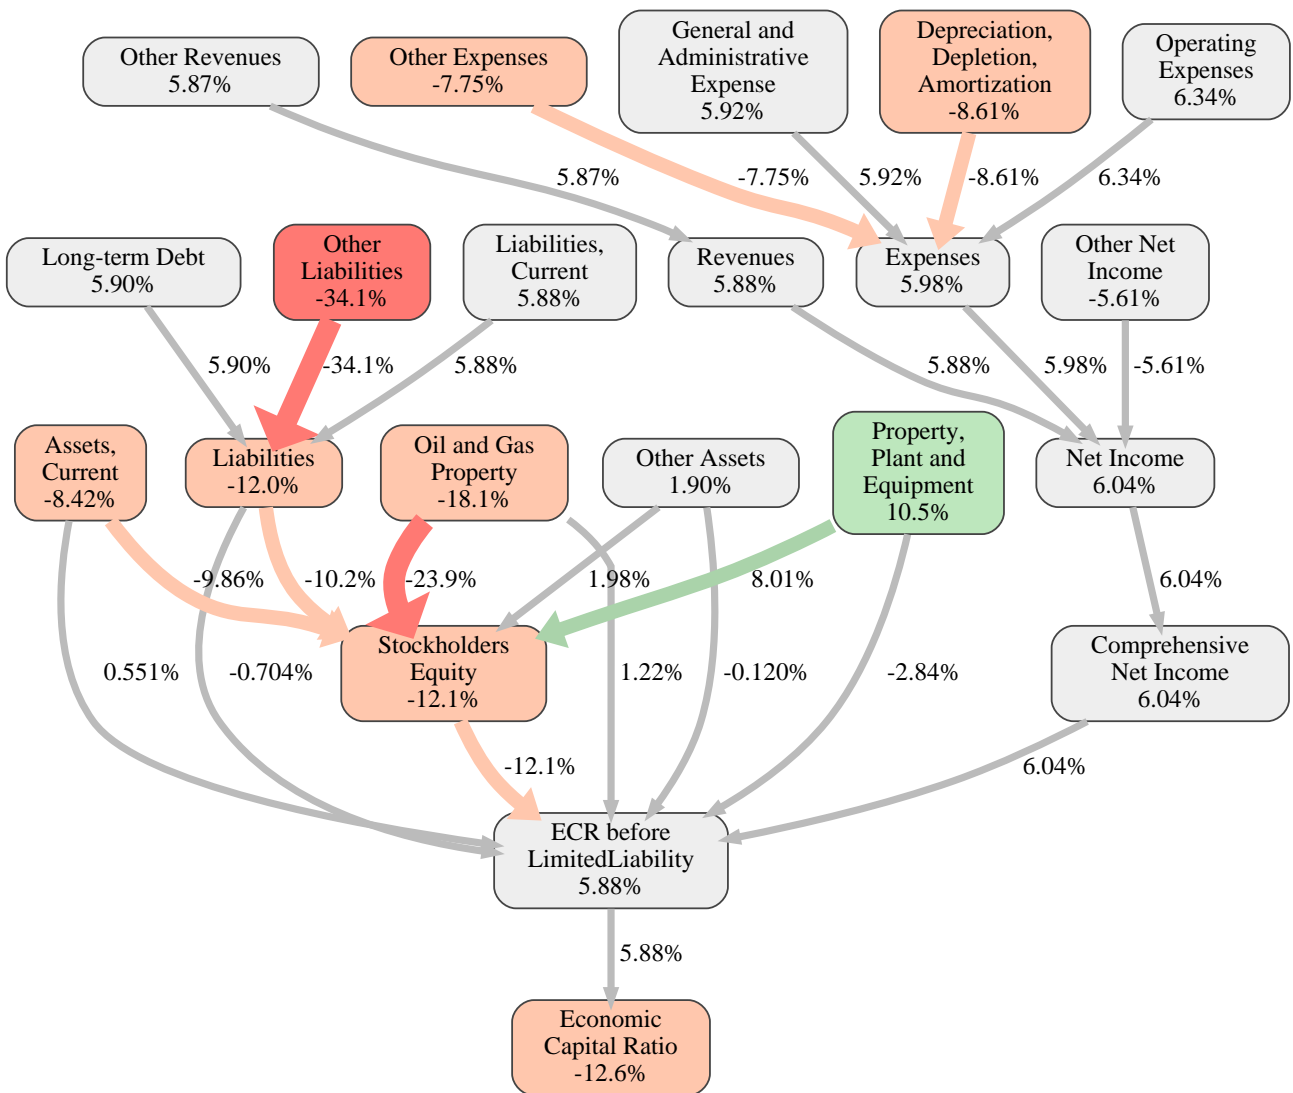 Other Revenues
5.87%
Other Expenses
-7.75%
General and
Administrative
Expense
5.92%
Depreciation,
Depletion,
Amortization
-8.61%
Operating
Expenses
6.34%
5.87%
-7.75%
5.92%
-8.61%
6.34%
Long-term Debt
5.90%
Other
Liabilities
-34.1%
Liabilities,
Current
5.88%
Revenues
5.88%
Expenses
5.98%
Other Net
Income
-5.61%
5.90%
-34.1%
5.88%
5.88%
5.98%
-5.61%
Assets,
Current
-8.42%
Liabilities
-12.0%
Oil and Gas
Property
-18.1%
Other Assets
1.90%
Property,
Plant and
Equipment
10.5%
Net Income
6.04%
-9.86%
-10.2%
-23.9%
1.98%
8.01%
6.04%
Stockholders
Equity
-12.1%
Comprehensive
Net Income
6.04%
0.551%
-0.704%
1.22%
-0.120%
-2.84%
-12.1%
6.04%
ECR before
LimitedLiability
5.88%
5.88%
Economic
Capital Ratio
-12.6%